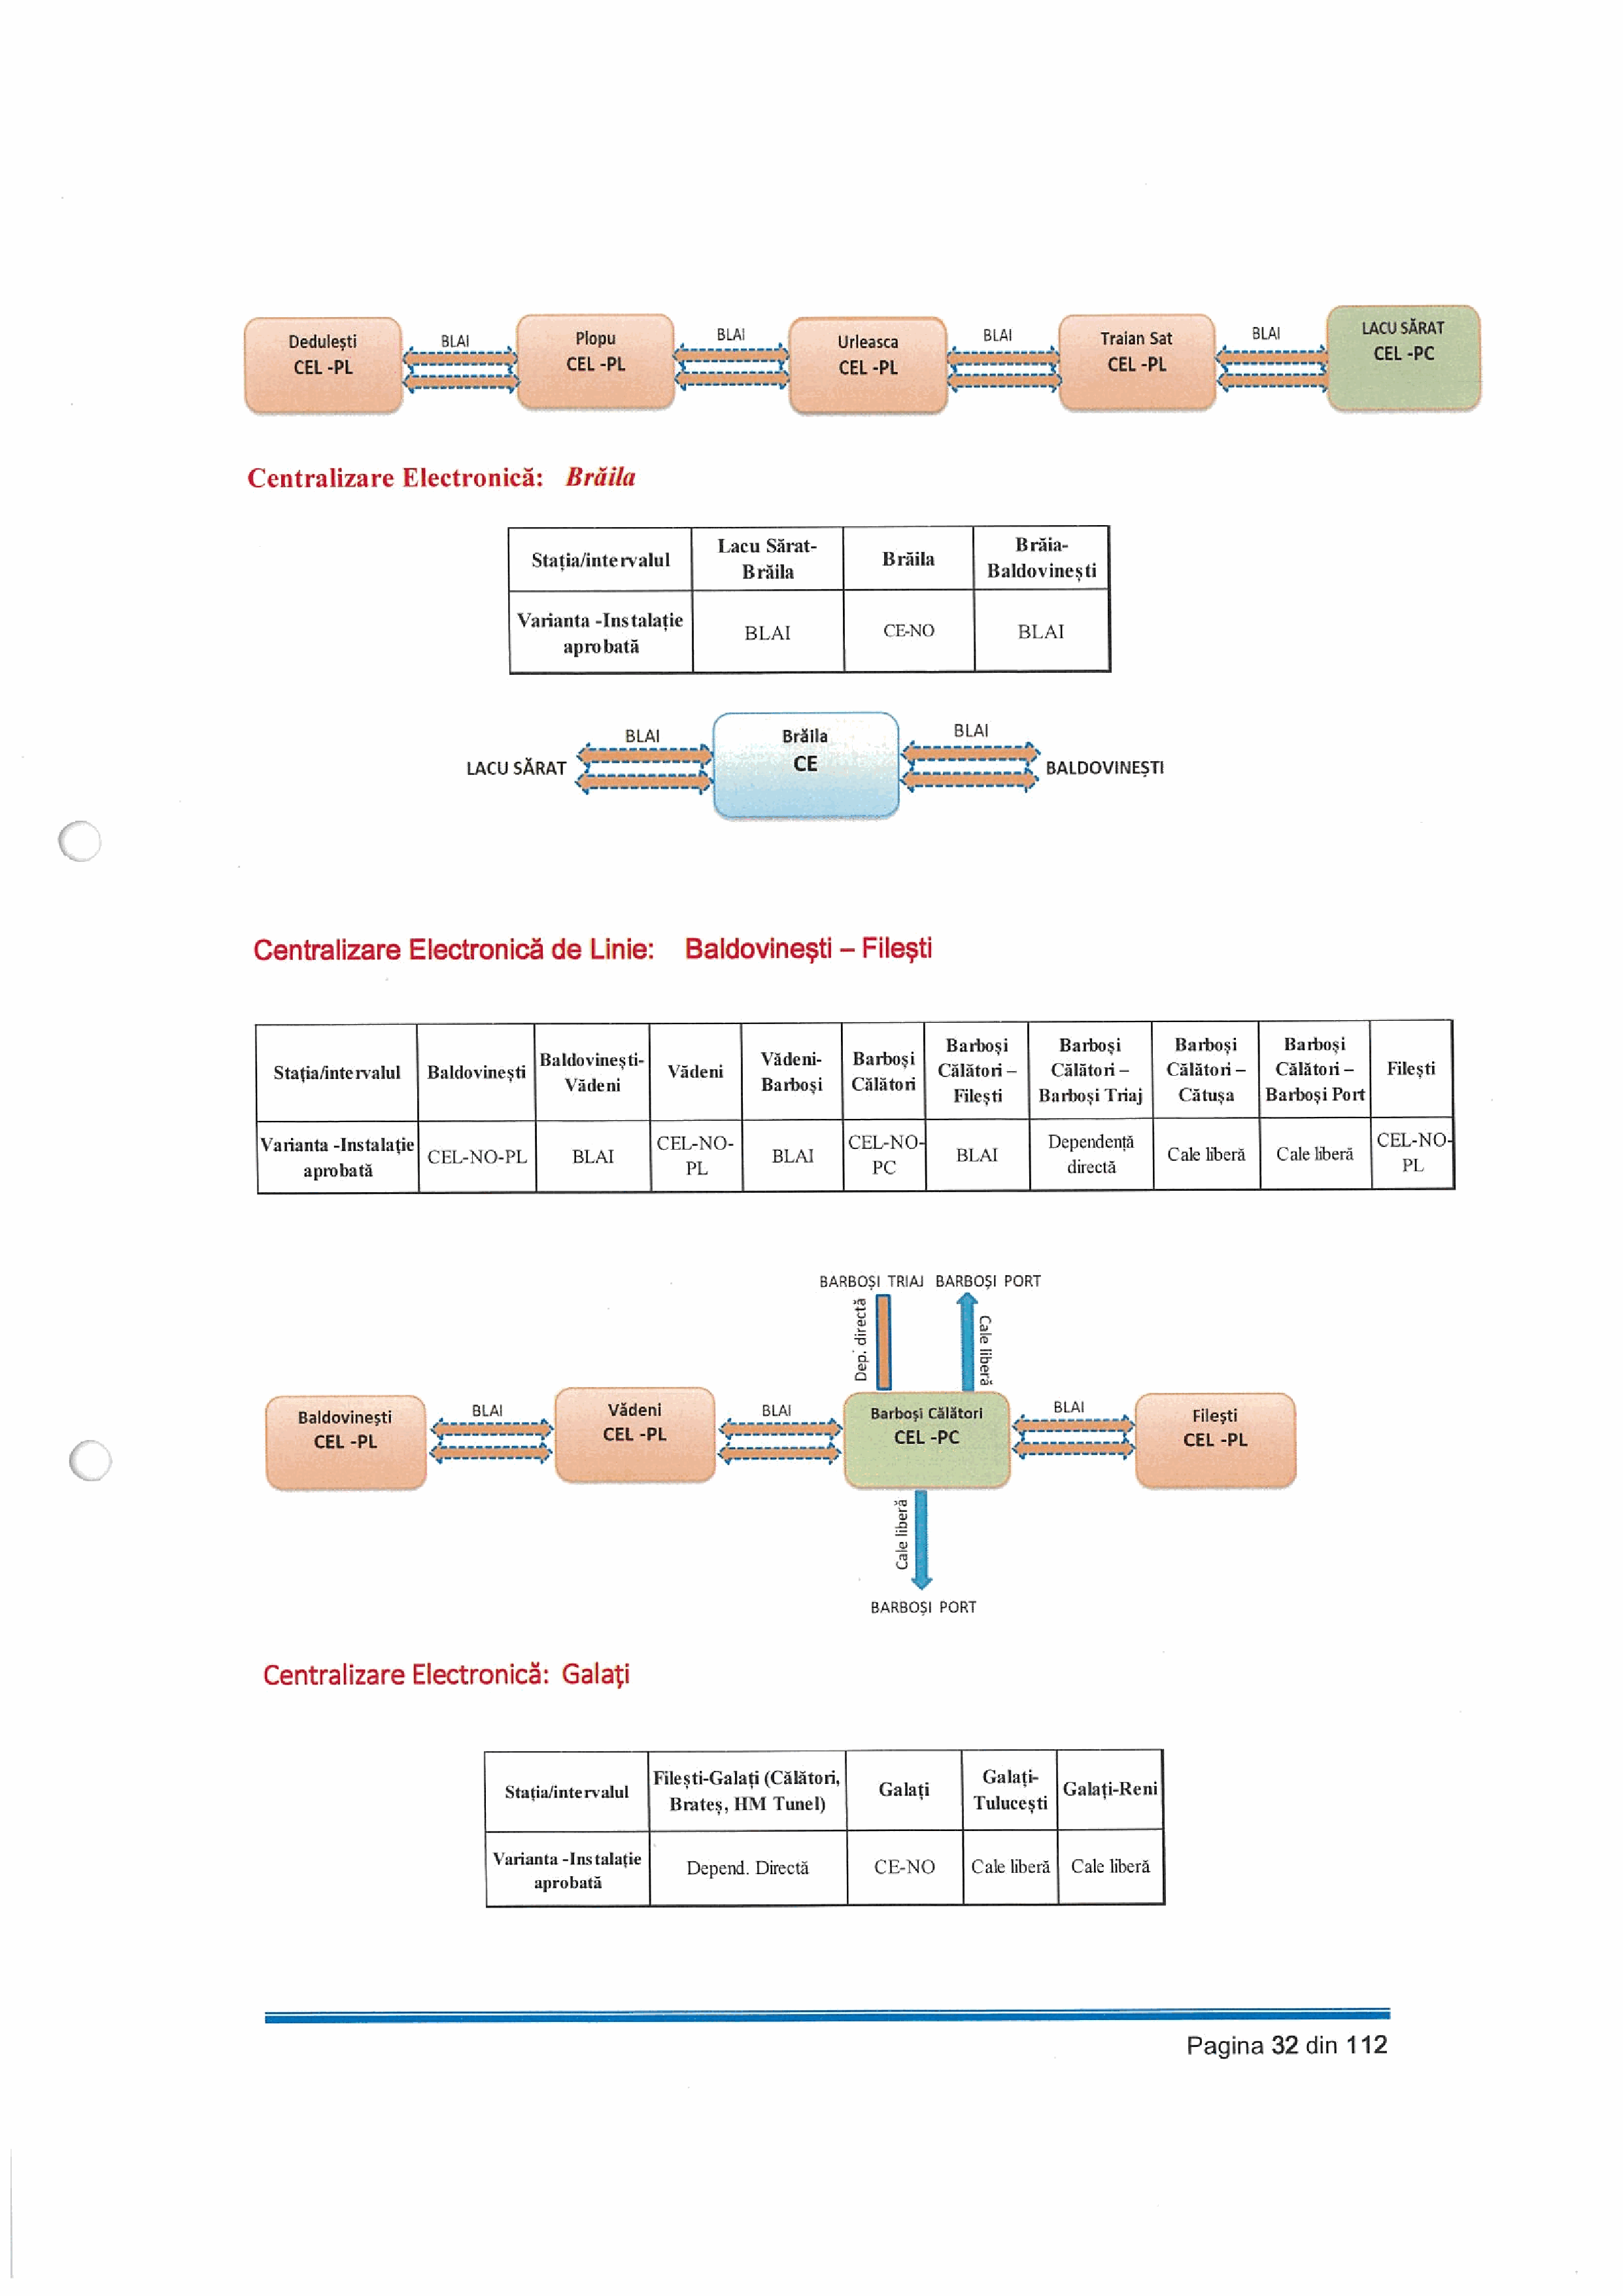 Dedulești
CEL -PL
BLAI
Plopu
CEL -PL
BLAI
Urleasca
CEL -PL
BLAI
Traian Sat
CEL -PL
BLAI
LACU SĂRAT
CEL -PC
Centralizare Electronică: Brăila
Stația/intervalul
Lacu Sărat-
Brăila
Brăila
Brăia-
Baldovinești
Varianta -Instalație
aprobată
BLAI
CE-NO
BLAI
LACU SĂRAT
BLAI
Brăila
CE
BLAI
BALDOVINEȘTI
Centralizare Electronică de Linie: Baldovinești – Filești
Stația/intervalul
Baldovinești
Baldovinești-
Vădeni
Vădeni
Vădeni-
Barboși
Barboși
Călători
Barboși
Călători –
Filești
Barboși
Călători –
Barboși Triaj
Barboși
Călători –
Cătușa
Barboși
Călători –
Barboși Port
Filești
Varianta -Instalație
aprobată
CEL-NO-PL
BLAI
CEL-NO-
PL
BLAI
CEL-NO-
PC
BLAI
Dependență
directă
Cale liberă
Cale liberă
CEL-NO-
PL
BARBOȘI TRIAJ BARBOȘI PORT
Dep. directă
Cale liberă
Baldovinești
CEL -PL
BLAI
Vădeni
CEL -PL
BLAI
Barboși Călători
CEL -PC
BLAI
Filești
CEL -PL
Cale liberă
BARBOȘI PORT
Centralizare Electronică: Galați
Stația/intervalul
Filești-Galați (Călători,
Brateș, HM Tunel)
Galați
Galați-
Tulucești
Galați-Reni
Varianta -Instalație
aprobată
Depend. Directă
CE-NO
Cale liberă
Cale liberă
Pagina 32 din 112